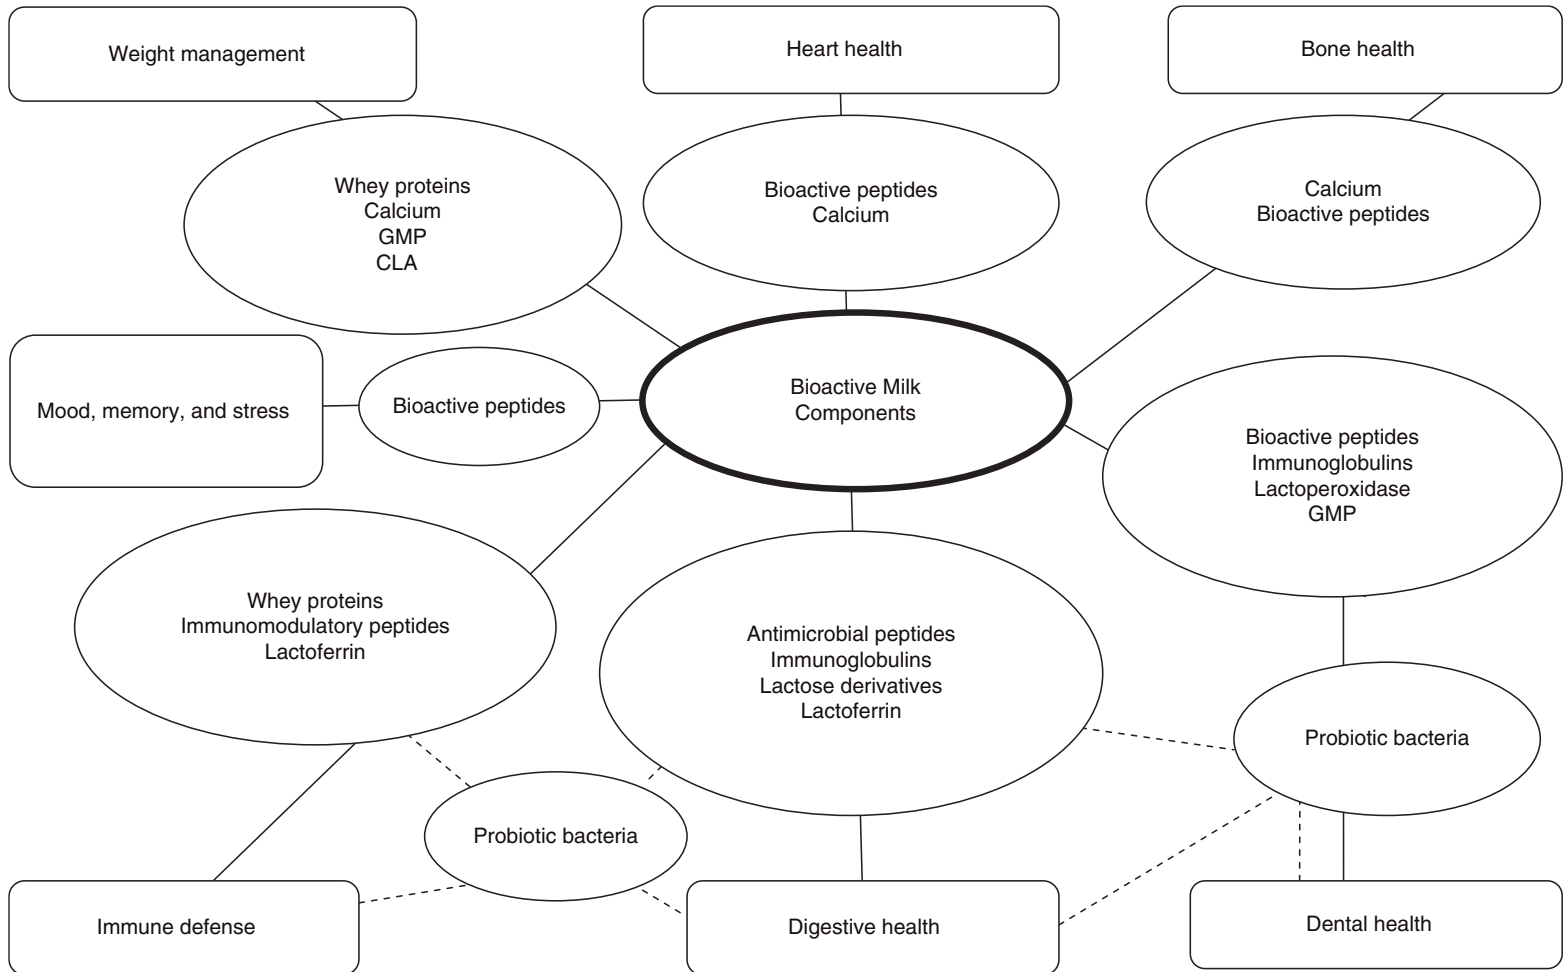 Weight management
Heart health
Bone health
Whey proteins
Calcium
GMP
CLA
Bioactive peptides
Calcium
Calcium
Bioactive peptides
Mood, memory, and stress
Bioactive peptides
Bioactive Milk
Components
Bioactive peptides
Immunoglobulins
Lactoperoxidase
GMP
Whey proteins
Immunomodulatory peptides
Lactoferrin
Antimicrobial peptides
Immunoglobulins
Lactose derivatives
Lactoferrin
Probiotic bacteria
Probiotic bacteria
Immune defense
Digestive health
Dental health